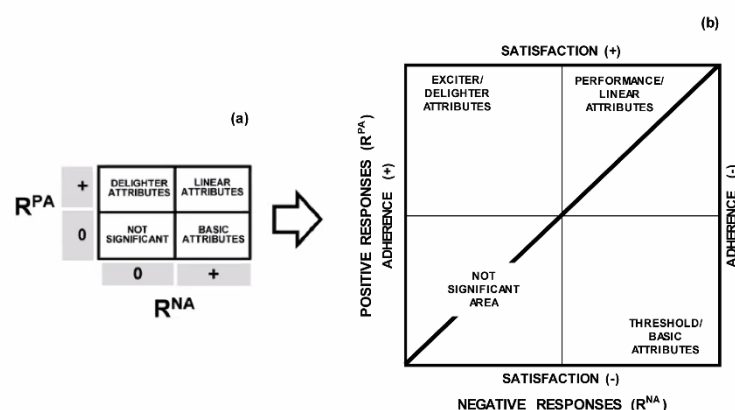 (a)
R^PA
+
0
DELIGHTER
ATTRIBUTES
LINEAR
ATTRIBUTES
NOT
SIGNIFICANT
BASIC
ATTRIBUTES
0
+
R^NA
(b)
SATISFACTION (+)
EXCITER/
DELIGHTER
ATTRIBUTES
PERFORMANCE/
LINEAR
ATTRIBUTES
POSITIVE RESPONSES (R^PA)
ADHERENCE (+)
ADHERENCE (-)
NOT
SIGNIFICANT
AREA
THRESHOLD/
BASIC
ATTRIBUTES
SATISFACTION (-)
NEGATIVE RESPONSES (R^NA)